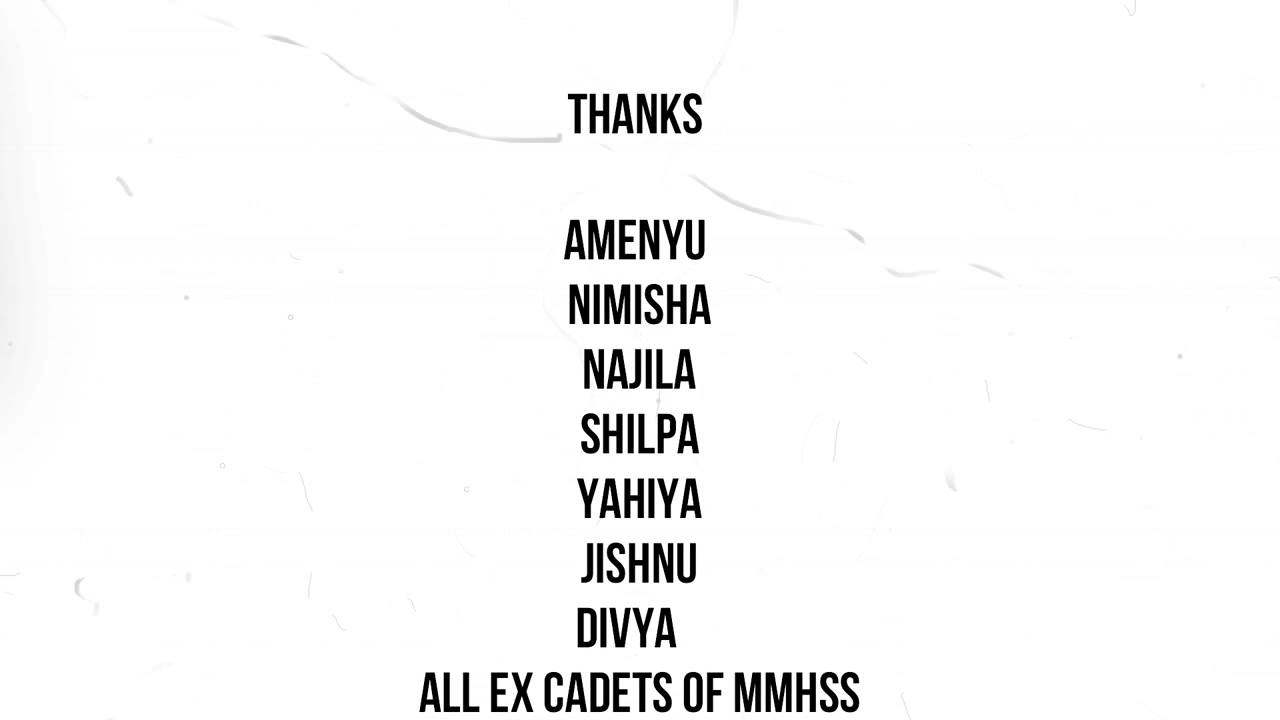 THANKS
AMENYU
NIMISHA
NAJILA
SHILPA
YAHIYA
JISHNU
DIVYA
ALL EX CADETS OF MMHSS